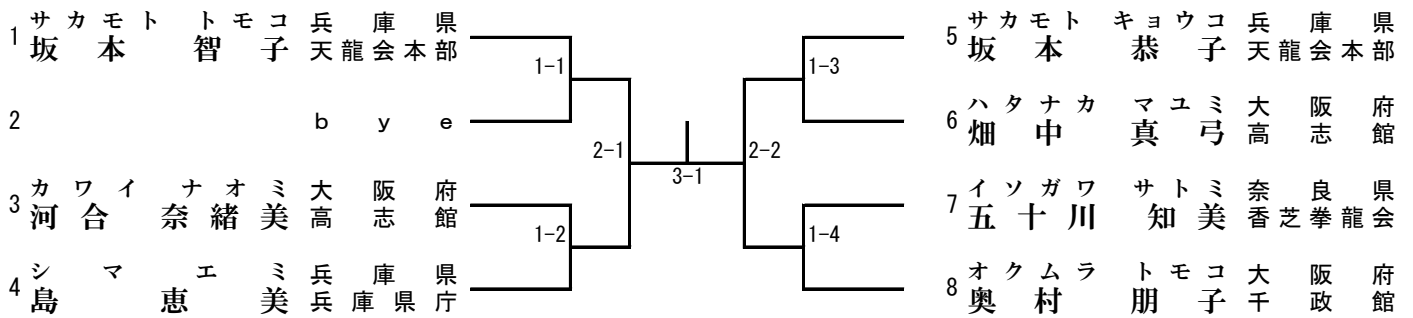 サカモト トモコ 兵庫県
1 坂本 智子 天龍会本部
1-1
2 bye
2-1
カワイ ナオミ 大阪府
3 河合 奈緒美 高志館
1-2
シマ エミ 兵庫県
4 島 恵美 兵庫県庁
3-1
サカモト キョウコ 兵庫県
5 坂本 恭子 天龍会本部
1-3
ハタナカ マユミ 大阪府
6 畑中 真弓 高志館
2-2
イソガワ サトミ 奈良県
7 五十川 知美 香芝拳龍会
1-4
オクムラ トモコ 大阪府
8 奥村 朋子 千政館